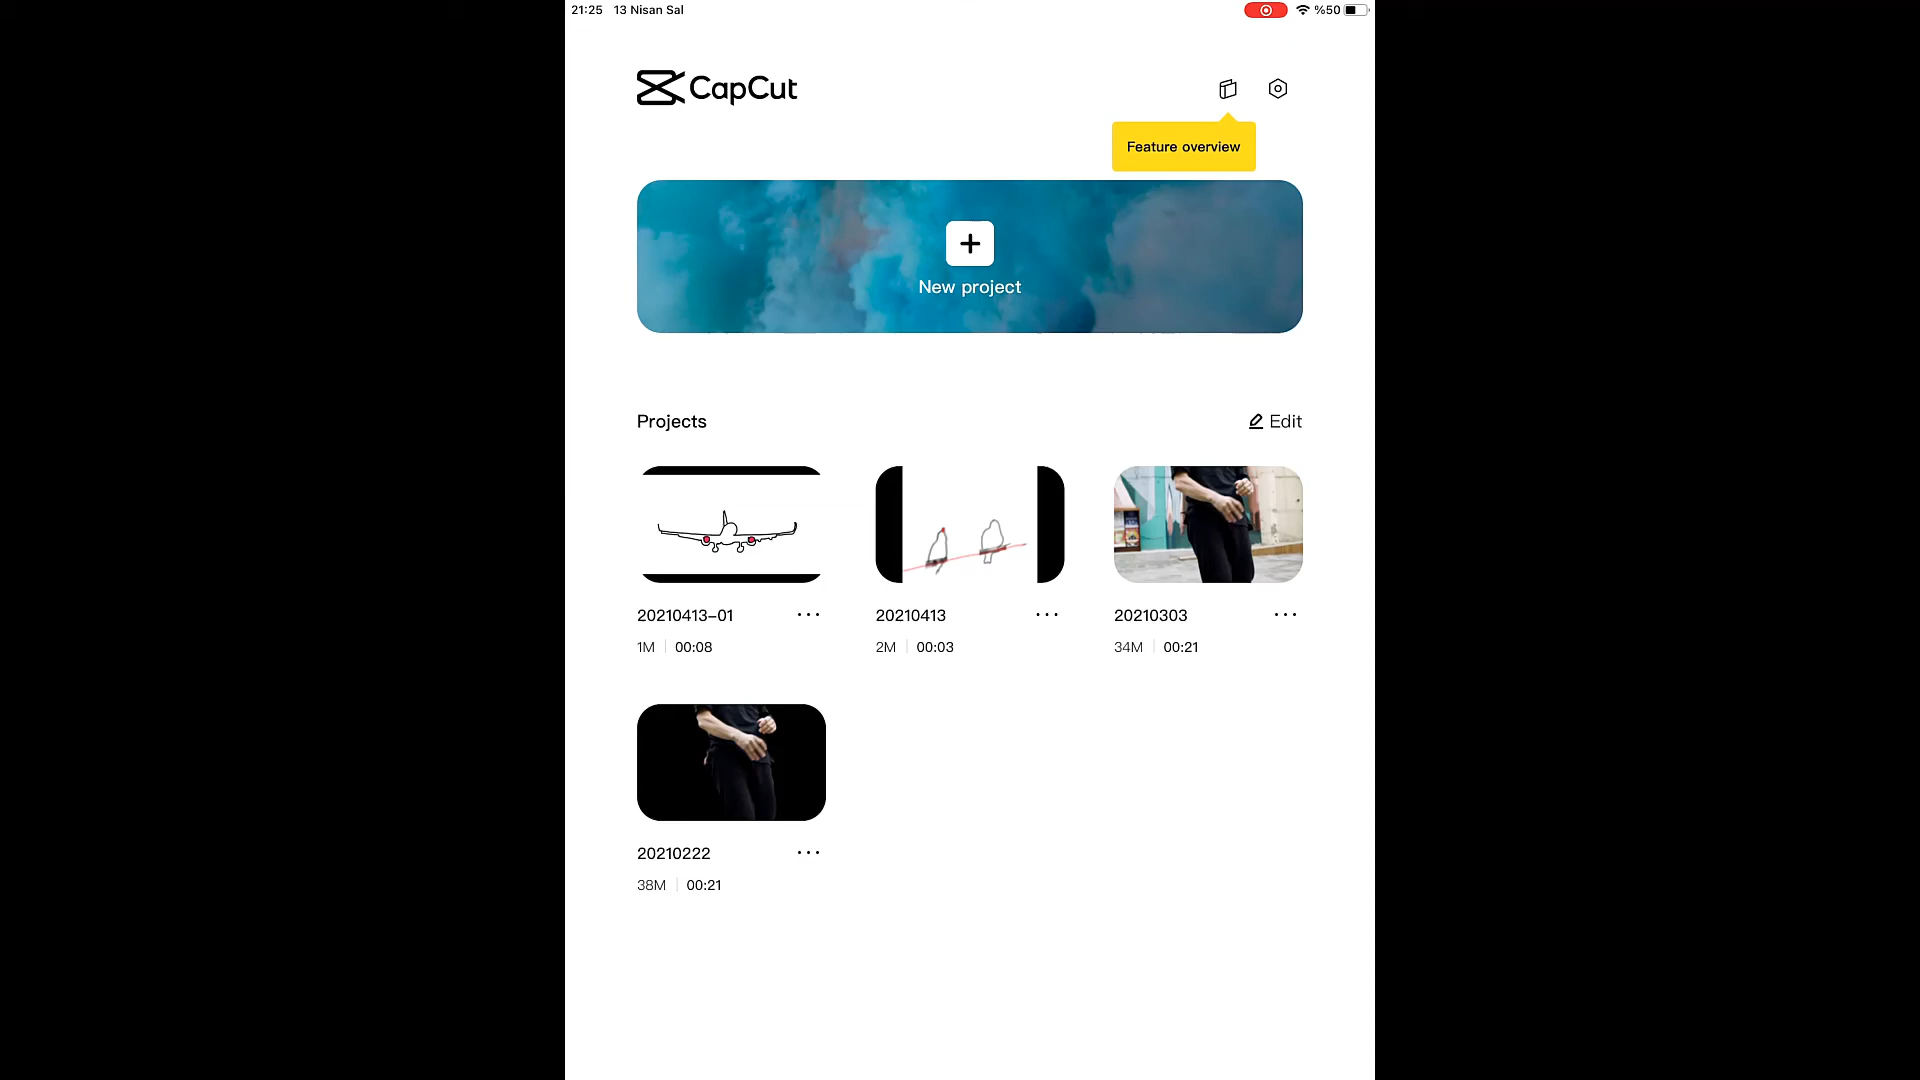 21:25 13 Nisan Sal %50
CapCut
Feature overview
New project
Projects Edit
20210413-01 20210413 20210303
1M 00:08 2M 00:03 34M 00:21
20210222
38M 00:21